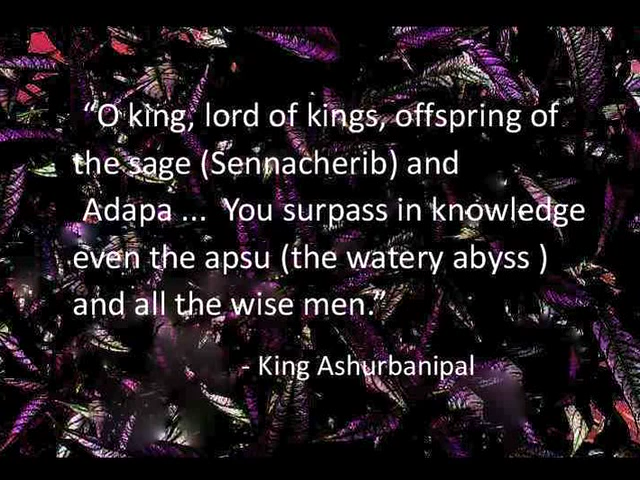 “O king, lord of kings, offspring of
the sage (Sennacherib) and
Adapa ... You surpass in knowledge
even the apsu (the watery abyss )
and all the wise men.”
- King Ashurbanipal